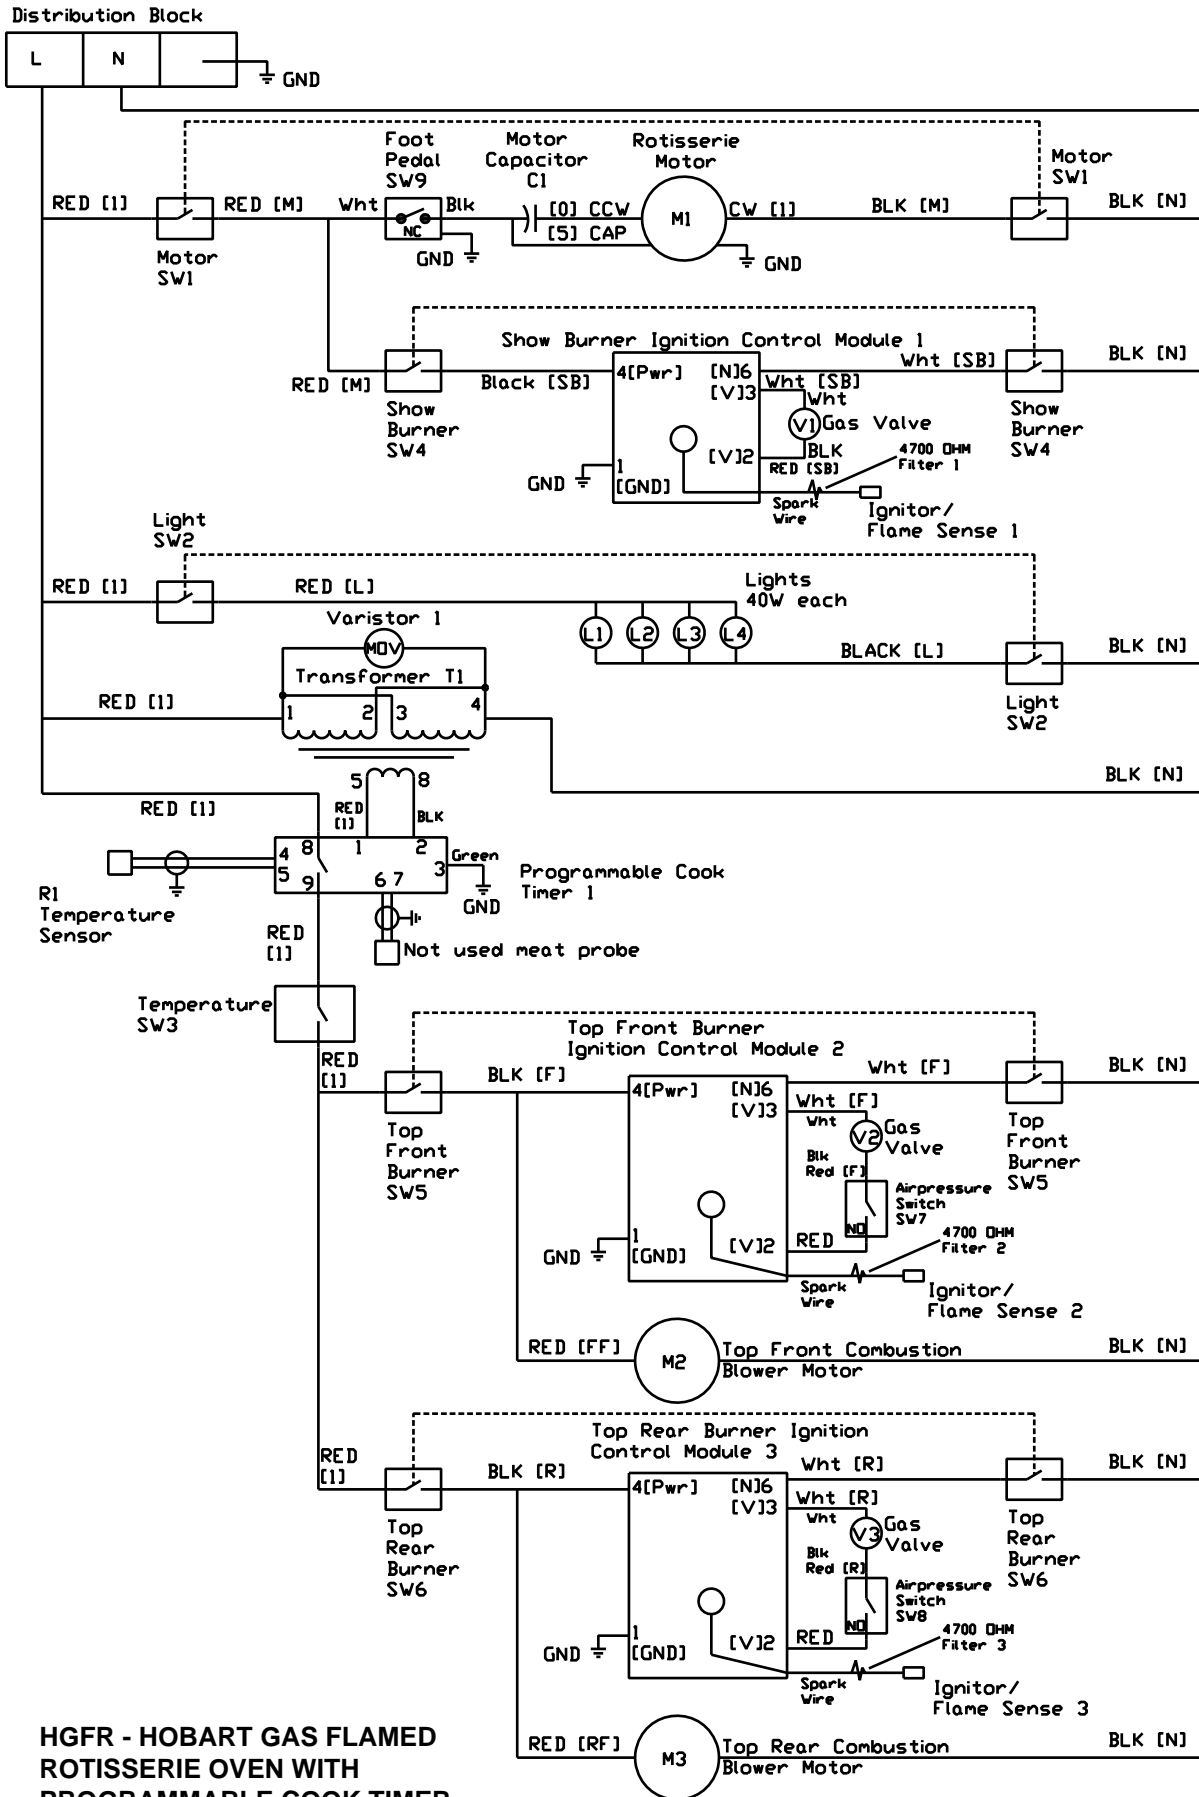 Distribution Block
L
N
GND
RED [1]
Motor
SW1
RED [M]
Wht
Foot
Pedal
SW9
NC
Blk
GND
Motor
Capacitor
C1
[0] CCW
[5] CAP
Rotisserie
Motor
M1
CW [1]
GND
BLK [M]
Motor
SW1
BLK [N]
RED [M]
Show
Burner
SW4
Black [SB]
Show Burner Ignition Control Module 1
4[Pwr]
[N]6
[V]3
[V]2
1
[GND]
GND
Wht [SB]
Wht [SB]
Wht
V1
Gas Valve
BLK
RED [SB]
4700 OHM
Filter 1
Spark
Wire
Ignitor/
Flame Sense 1
Show
Burner
SW4
BLK [N]
Light
SW2
RED [1]
RED [L]
Lights
40W each
L1
L2
L3
L4
BLACK [L]
Light
SW2
BLK [N]
Varistor 1
MOV
Transformer T1
RED [1]
1
2
3
4
5
8
BLK [N]
RED [1]
RED
[1]
BLK
8
1
2
4
5
9
6
7
3
Green
GND
Programmable Cook
Timer 1
R1
Temperature
Sensor
RED
[1]
Not used meat probe
Temperature
SW3
RED
[1]
Top
Front
Burner
SW5
BLK [F]
Top Front Burner
Ignition Control Module 2
4[Pwr]
[N]6
[V]3
1
[GND]
[V]2
GND
Wht [F]
Wht [F]
Wht
V2
Gas
Valve
Blk
Red [F]
Airpressure
Switch
SW7
NO
RED
4700 OHM
Filter 2
Spark
Wire
Ignitor/
Flame Sense 2
Top
Front
Burner
SW5
BLK [N]
RED [FF]
M2
Top Front Combustion
Blower Motor
BLK [N]
RED
[1]
Top
Rear
Burner
SW6
BLK [R]
Top Rear Burner Ignition
Control Module 3
4[Pwr]
[N]6
[V]3
1
[GND]
[V]2
GND
Wht [R]
Wht [R]
Wht
V3
Gas
Valve
Blk
Red [R]
Airpressure
Switch
SW8
NO
RED
4700 OHM
Filter 3
Spark
Wire
Ignitor/
Flame Sense 3
Top
Rear
Burner
SW6
BLK [N]
RED [RF]
M3
Top Rear Combustion
Blower Motor
BLK [N]
HGFR - HOBART GAS FLAMED
ROTISSERIE OVEN WITH
PROGRAMMABLE COOK TIMER